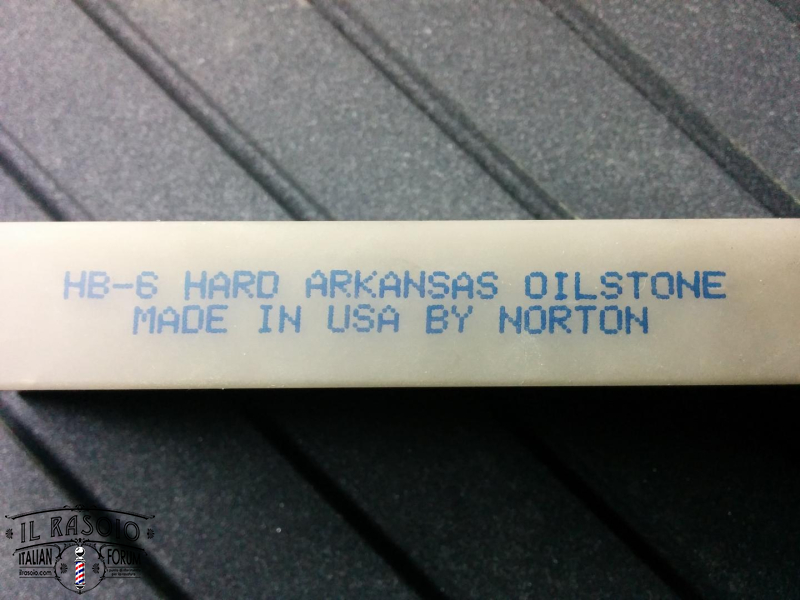 HB-6 HARD ARKANSAS OILSTONE
MADE IN USA BY NORTON
IL RASOIO
ITALIAN FORUM
ilrasoio.com